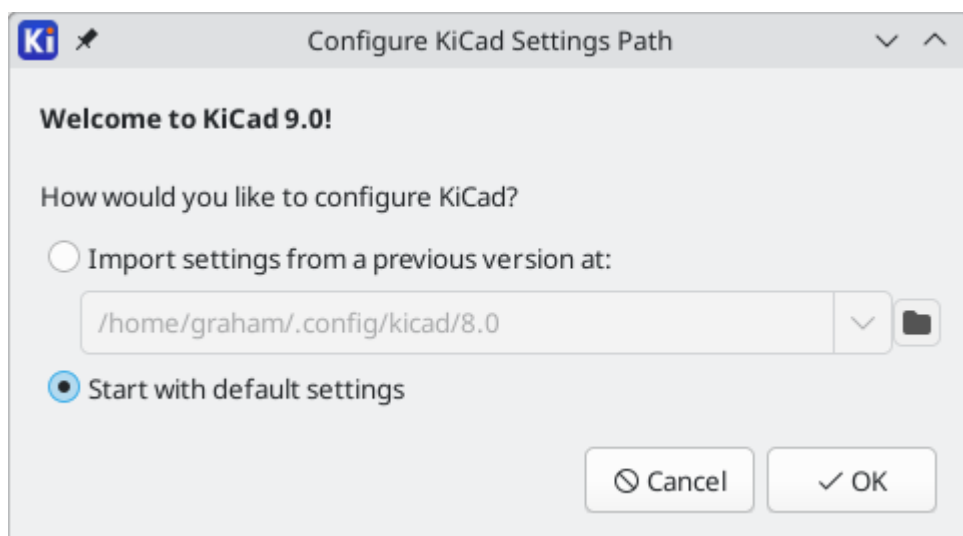 Ki Configure KiCad Settings Path
Welcome to KiCad 9.0!
How would you like to configure KiCad?
Import settings from a previous version at:
/home/graham/.config/kicad/8.0
Start with default settings
Cancel OK